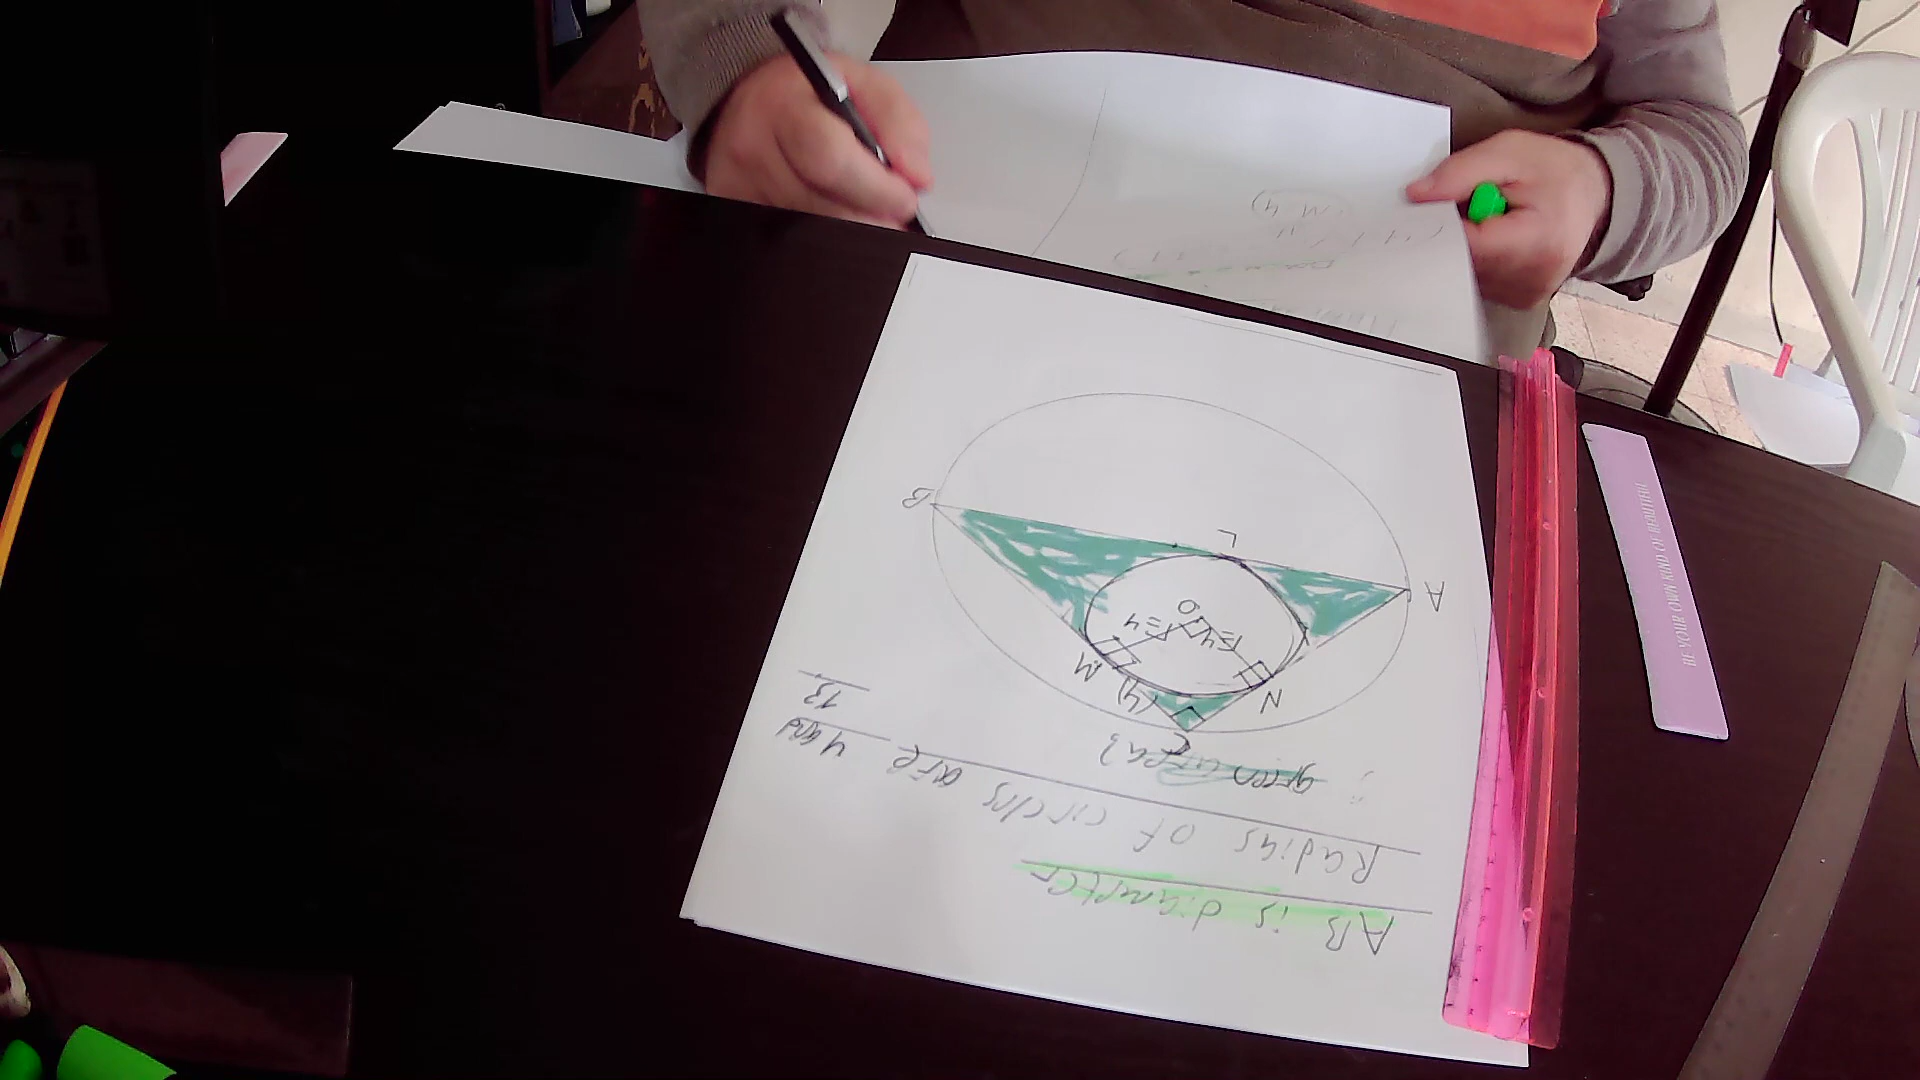 AB is diameter
Radius of circles are 4 and
13
green area?
C
(4)
N
M
r=4
r=4
O
A
L
B
BE YOUR OWN KIND OF BEAUTIFUL